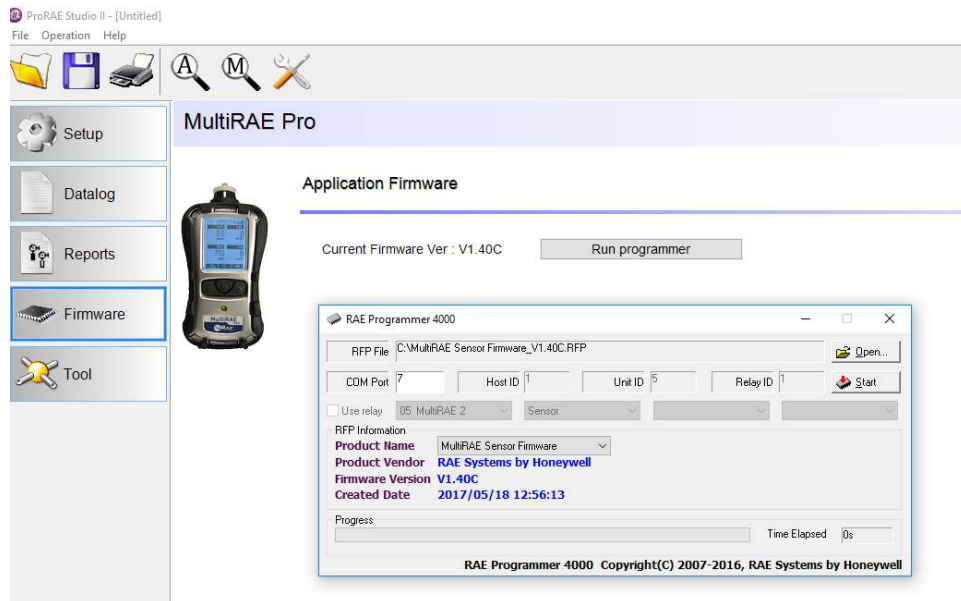 ProRAE Studio II - [Untitled]
File Operation Help
A M
Setup
MultiRAE Pro
Datalog
Application Firmware
Reports
Current Firmware Ver : V1.40C Run programmer
Firmware
RAE Programmer 4000
RFP File C:\MultiRAE Sensor Firmware_V1.40C.RFP Open...
COM Port 7 Host ID 1 Unit ID 5 Relay ID 1 Start
Tool
Use relay 05 MultiRAE 2 Sensor
RFP Information
Product Name MultiRAE Sensor Firmware
Product Vendor RAE Systems by Honeywell
Firmware Version V1.40C
Created Date 2017/05/18 12:56:13
Progress
Time Elapsed 0s
RAE Programmer 4000 Copyright(C) 2007-2016, RAE Systems by Honeywell